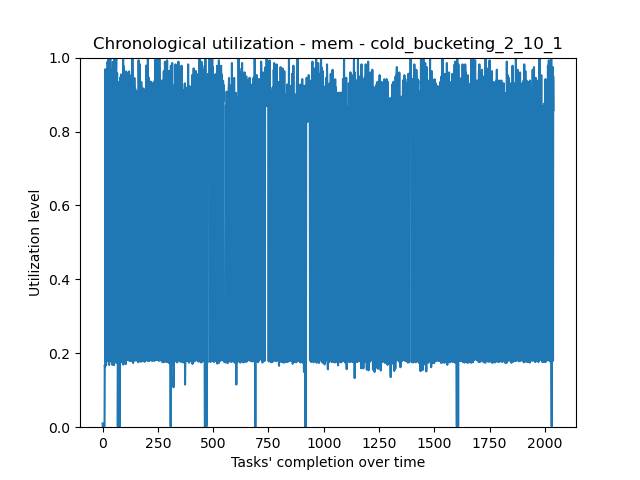 Chronological utilization - mem - cold_bucketing_2_10_1
1.0
0.8
0.6
0.4
0.2
0.0
Utilization level
0 250 500 750 1000 1250 1500 1750 2000
Tasks' completion over time